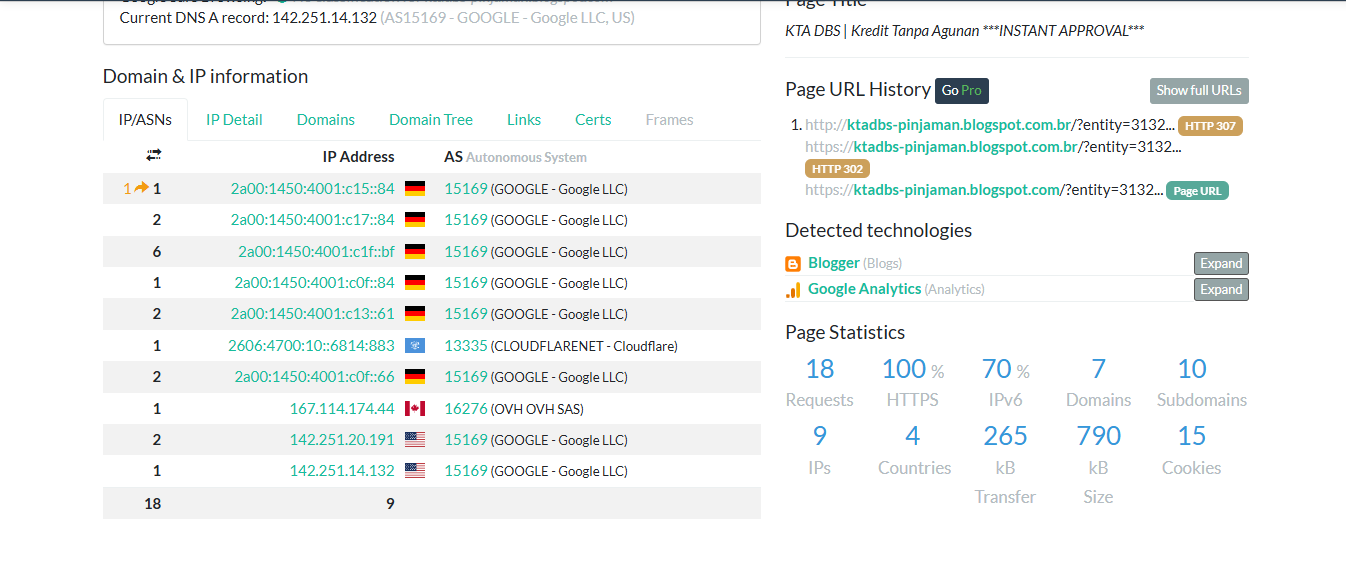 Current DNS A record: 142.251.14.132 (AS15169 - GOOGLE - Google LLC, US)
Domain & IP information
IP/ASNs IP Detail Domains Domain Tree Links Certs Frames
IP Address AS Autonomous System
1 1 2a00:1450:4001:c15::84 15169 (GOOGLE - Google LLC)
2 2a00:1450:4001:c17::84 15169 (GOOGLE - Google LLC)
6 2a00:1450:4001:c1f::bf 15169 (GOOGLE - Google LLC)
1 2a00:1450:4001:c0f::84 15169 (GOOGLE - Google LLC)
2 2a00:1450:4001:c13::61 15169 (GOOGLE - Google LLC)
1 2606:4700:10::6814:883 13335 (CLOUDFLARENET - Cloudflare)
2 2a00:1450:4001:c0f::66 15169 (GOOGLE - Google LLC)
1 167.114.174.44 16276 (OVH OVH SAS)
2 142.251.20.191 15169 (GOOGLE - Google LLC)
1 142.251.14.132 15169 (GOOGLE - Google LLC)
18 9
Page Title
KTA DBS | Kredit Tanpa Agunan ***INSTANT APPROVAL***
Page URL History Go Pro Show full URLs
1. http://ktadbs-pinjaman.blogspot.com.br/?entity=3132... HTTP 307
https://ktadbs-pinjaman.blogspot.com.br/?entity=3132...
HTTP 302
https://ktadbs-pinjaman.blogspot.com/?entity=3132... Page URL
Detected technologies
Blogger (Blogs) Expand
Google Analytics (Analytics) Expand
Page Statistics
18 100 % 70 % 7 10
Requests HTTPS IPv6 Domains Subdomains
9 4 265 790 15
IPs Countries kB kB Cookies
Transfer Size